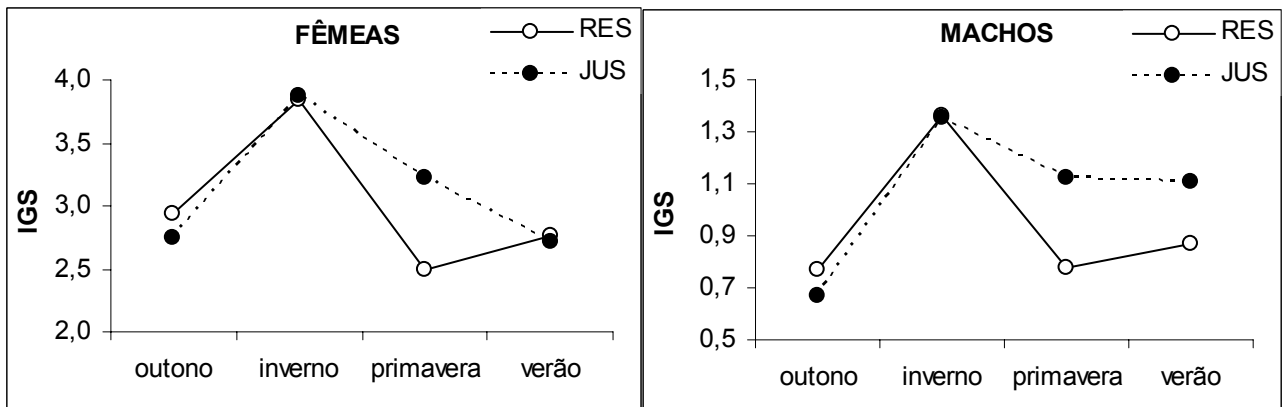 FÊMEAS
RES
JUS
4,0
3,5
3,0
2,5
2,0
IGS
outono inverno primavera verão
MACHOS
RES
JUS
1,5
1,3
1,1
0,9
0,7
0,5
IGS
outono inverno primavera verão